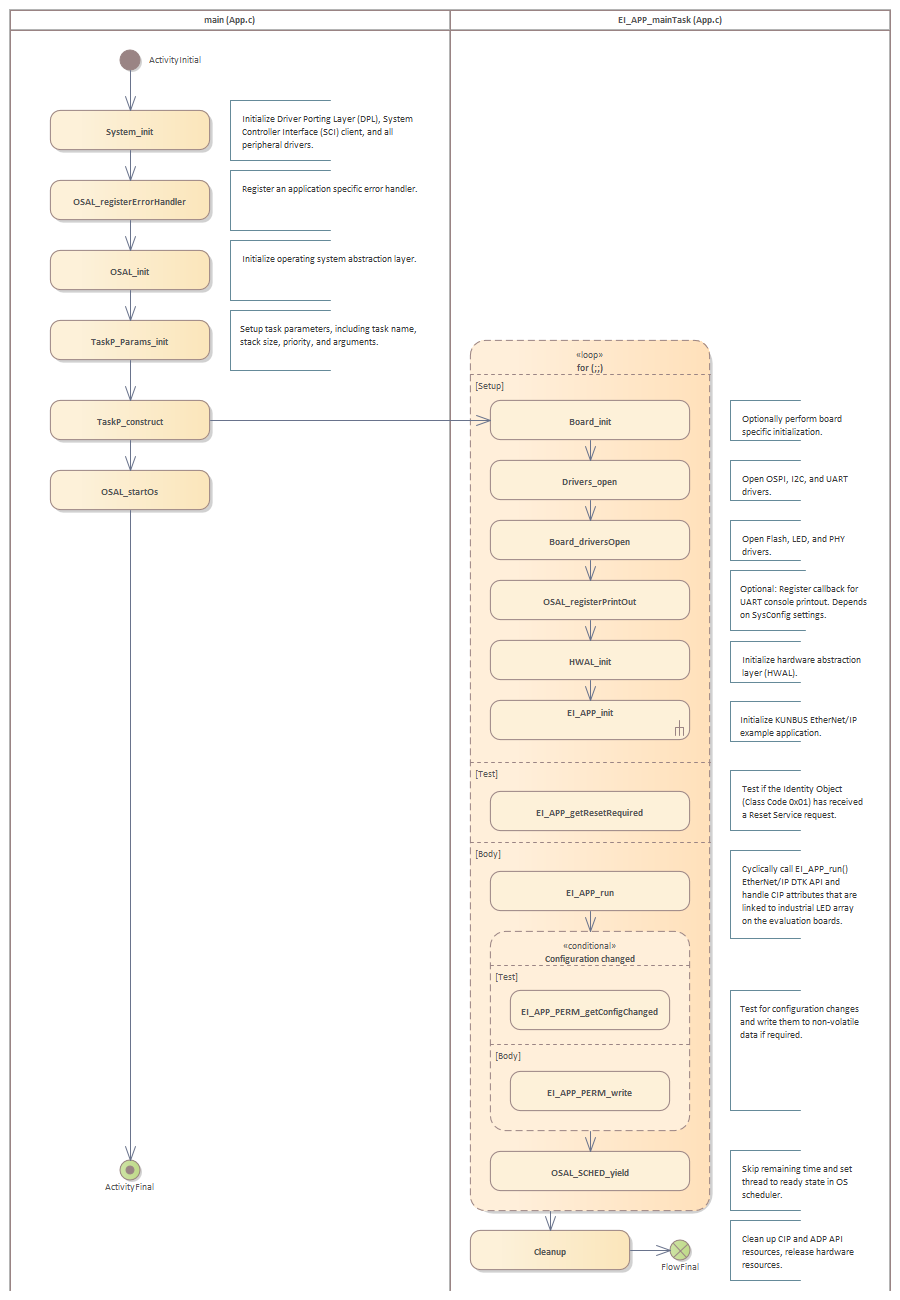 main (App.c)
EI_APP_mainTask (App.c)
ActivityInitial
System_init
Initialize Driver Porting Layer (DPL), System
Controller Interface (SCI) client, and all
peripheral drivers.
OSAL_registerErrorHandler
Register an application specific error handler.
OSAL_init
Initialize operating system abstraction layer.
TaskP_Params_init
Setup task parameters, including task name,
stack size, priority, and arguments.
TaskP_construct
OSAL_startOs
ActivityFinal
«loop»
for (;;)
[Setup]
Board_init
Optionally perform board
specific initialization.
Drivers_open
Open OSPI, I2C, and UART
drivers.
Board_driversOpen
Open Flash, LED, and PHY
drivers.
OSAL_registerPrintOut
Optional: Register callback for
UART console printout. Depends
on SysConfig settings.
HWAL_init
Initialize hardware abstraction
layer (HWAL).
EI_APP_init
Initialize KUNBUS EtherNet/IP
example application.
[Test]
EI_APP_getResetRequired
Test if the Identity Object
(Class Code 0x01) has received
a Reset Service request.
[Body]
EI_APP_run
Cyclically call EI_APP_run()
EtherNet/IP DTK API and
handle CIP attributes that are
linked to industrial LED array
on the evaluation boards.
«conditional»
Configuration changed
[Test]
EI_APP_PERM_getConfigChanged
Test for configuration changes
and write them to non-volatile
data if required.
[Body]
EI_APP_PERM_write
OSAL_SCHED_yield
Skip remaining time and set
thread to ready state in OS
scheduler.
Cleanup
FlowFinal
Clean up CIP and ADP API
resources, release hardware
resources.